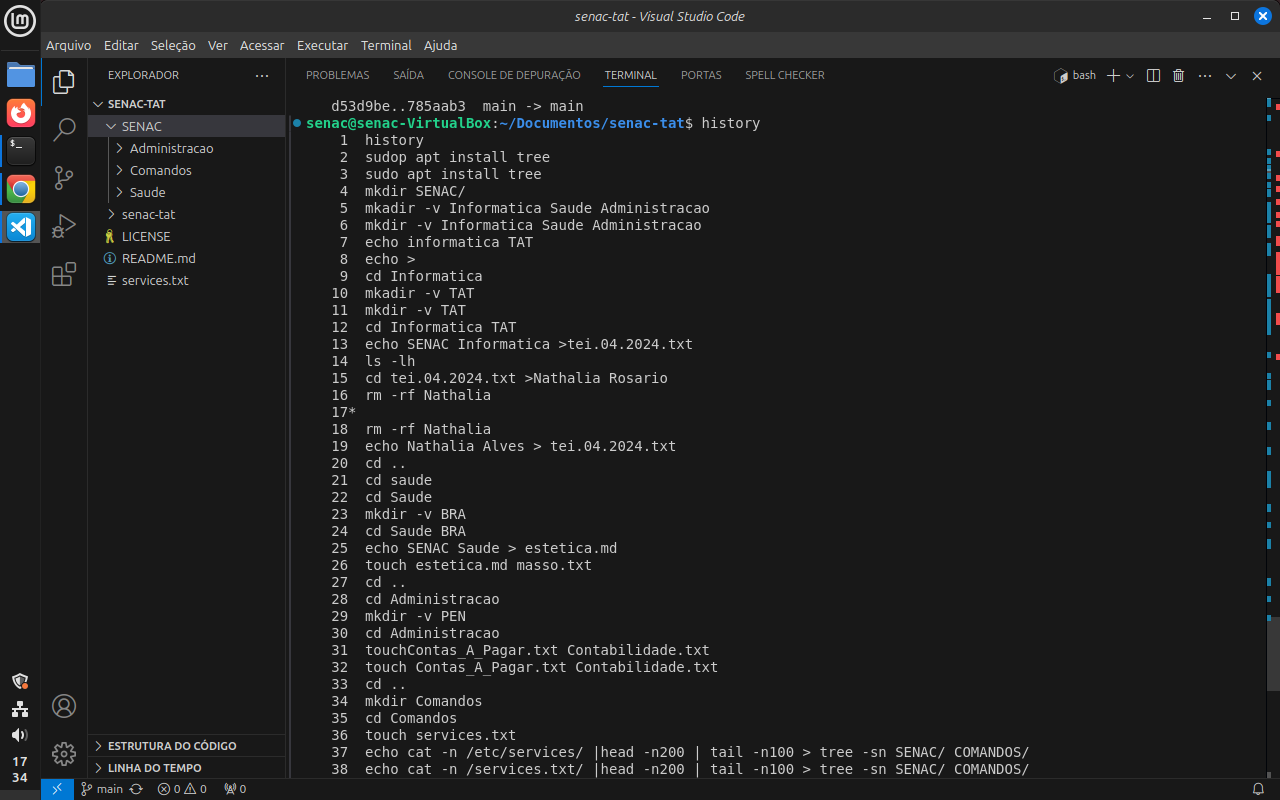 senac-tat - Visual Studio Code
Arquivo Editar Seleção Ver Acessar Executar Terminal Ajuda
EXPLORADOR
SENAC-TAT
SENAC
Administracao
Comandos
Saude
senac-tat
LICENSE
README.md
services.txt
ESTRUTURA DO CÓDIGO
LINHA DO TEMPO
PROBLEMAS SAÍDA CONSOLE DE DEPURAÇÃO TERMINAL PORTAS SPELL CHECKER
bash
d53d9be..785aab3  main -> main
senac@senac-VirtualBox:~/Documentos/senac-tat$ history
1  history
2  sudop apt install tree
3  sudo apt install tree
4  mkdir SENAC/
5  mkadir -v Informatica Saude Administracao
6  mkdir -v Informatica Saude Administracao
7  echo informatica TAT
8  echo >
9  cd Informatica
10  mkadir -v TAT
11  mkdir -v TAT
12  cd Informatica TAT
13  echo SENAC Informatica >tei.04.2024.txt
14  ls -lh
15  cd tei.04.2024.txt >Nathalia Rosario
16  rm -rf Nathalia
17*
18  rm -rf Nathalia
19  echo Nathalia Alves > tei.04.2024.txt
20  cd ..
21  cd saude
22  cd Saude
23  mkdir -v BRA
24  cd Saude BRA
25  echo SENAC Saude > estetica.md
26  touch estetica.md masso.txt
27  cd ..
28  cd Administracao
29  mkdir -v PEN
30  cd Administracao
31  touchContas_A_Pagar.txt Contabilidade.txt
32  touch Contas_A_Pagar.txt Contabilidade.txt
33  cd ..
34  mkdir Comandos
35  cd Comandos
36  touch services.txt
37  echo cat -n /etc/services/ |head -n200 | tail -n100 > tree -sn SENAC/ COMANDOS/
38  echo cat -n /services.txt/ |head -n200 | tail -n100 > tree -sn SENAC/ COMANDOS/
17
34
main 0 0 0